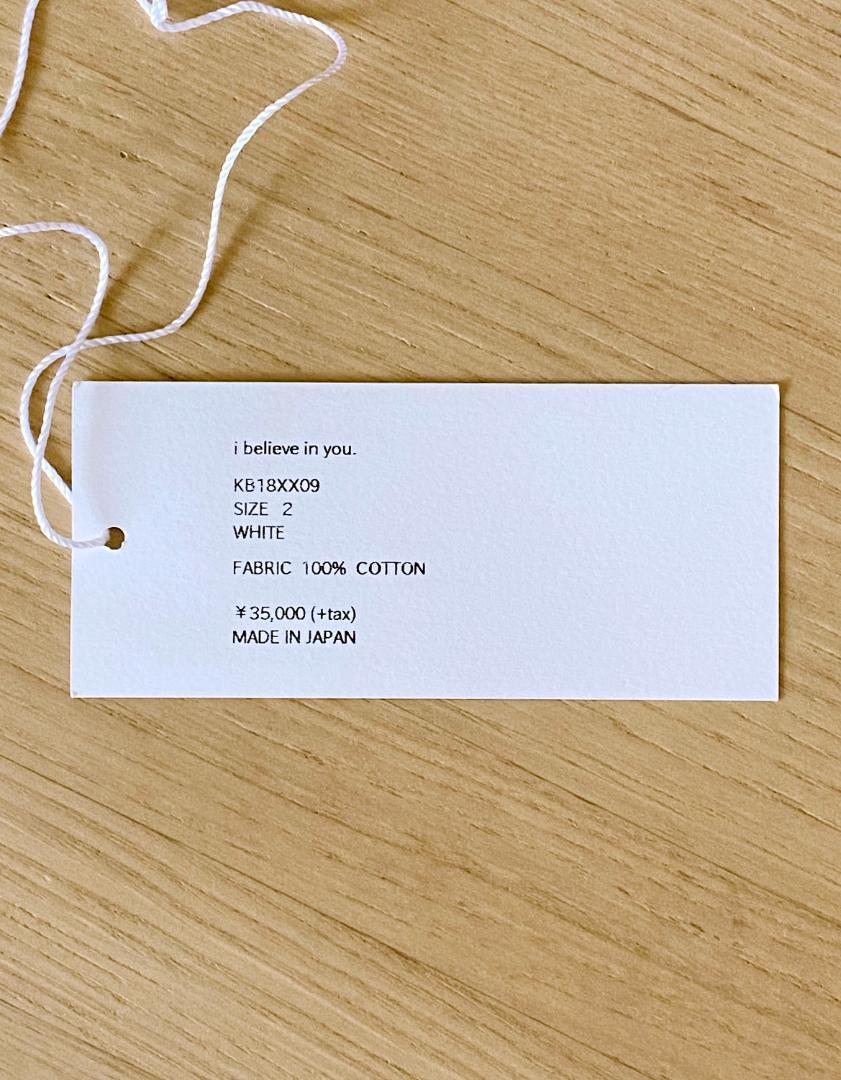 i believe in you.
KB18XX09
SIZE 2
WHITE
FABRIC 100% COTTON
¥35,000 (+tax)
MADE IN JAPAN